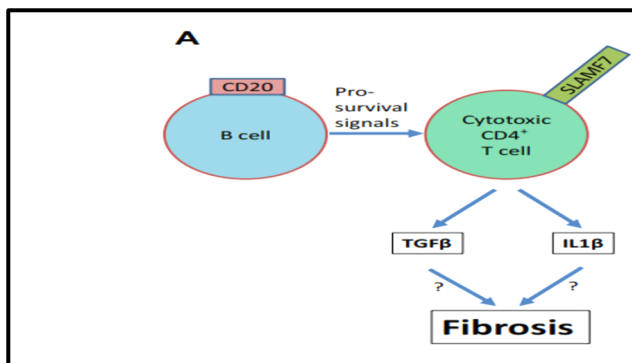 A
CD20
B cell
Pro-
survival
signals
SLAMF7
Cytotoxic
CD4⁺
T cell
TGFβ
IL1β
?
?
Fibrosis